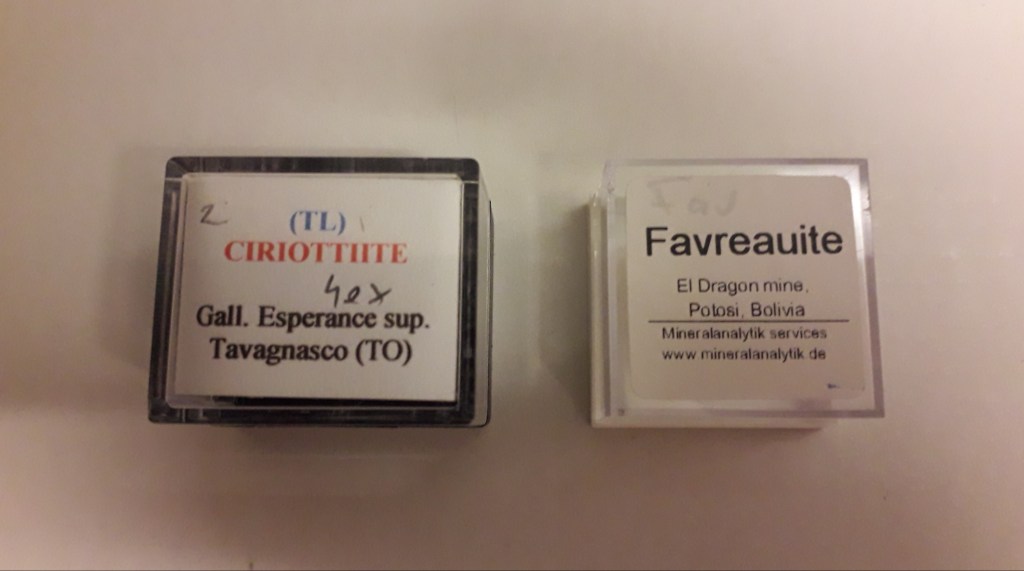 2
(TL)
CIRIOTTIITE
Gall. Esperance sup.
Tavagnasco (TO)
Fav
Favreauite
El Dragon mine,
Potosi, Bolivia
Mineralanalytik services
www.mineralanalytik.de